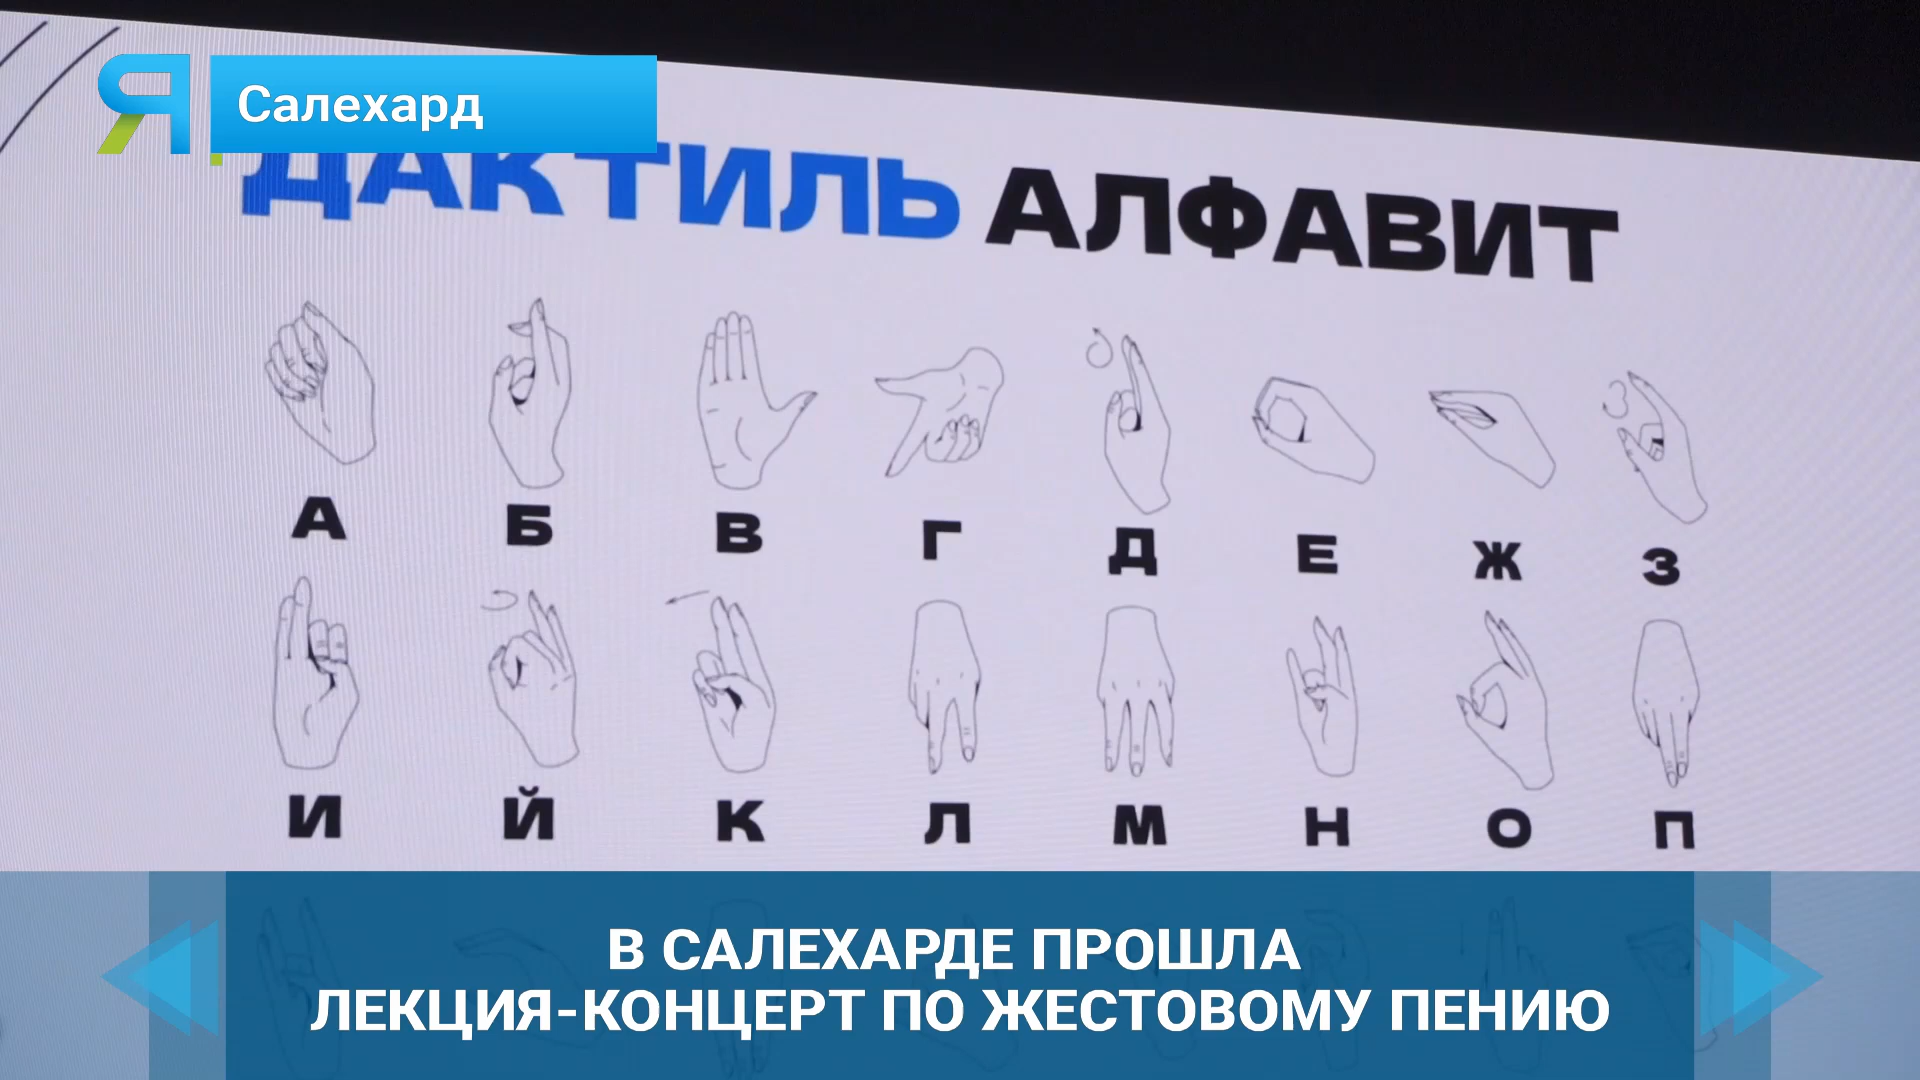 Я
Салехард
ДАКТИЛЬ АЛФАВИТ
А Б В Г Д Е Ж З
И Й К Л М Н О П
В САЛЕХАРДЕ ПРОШЛА
ЛЕКЦИЯ-КОНЦЕРТ ПО ЖЕСТОВОМУ ПЕНИЮ